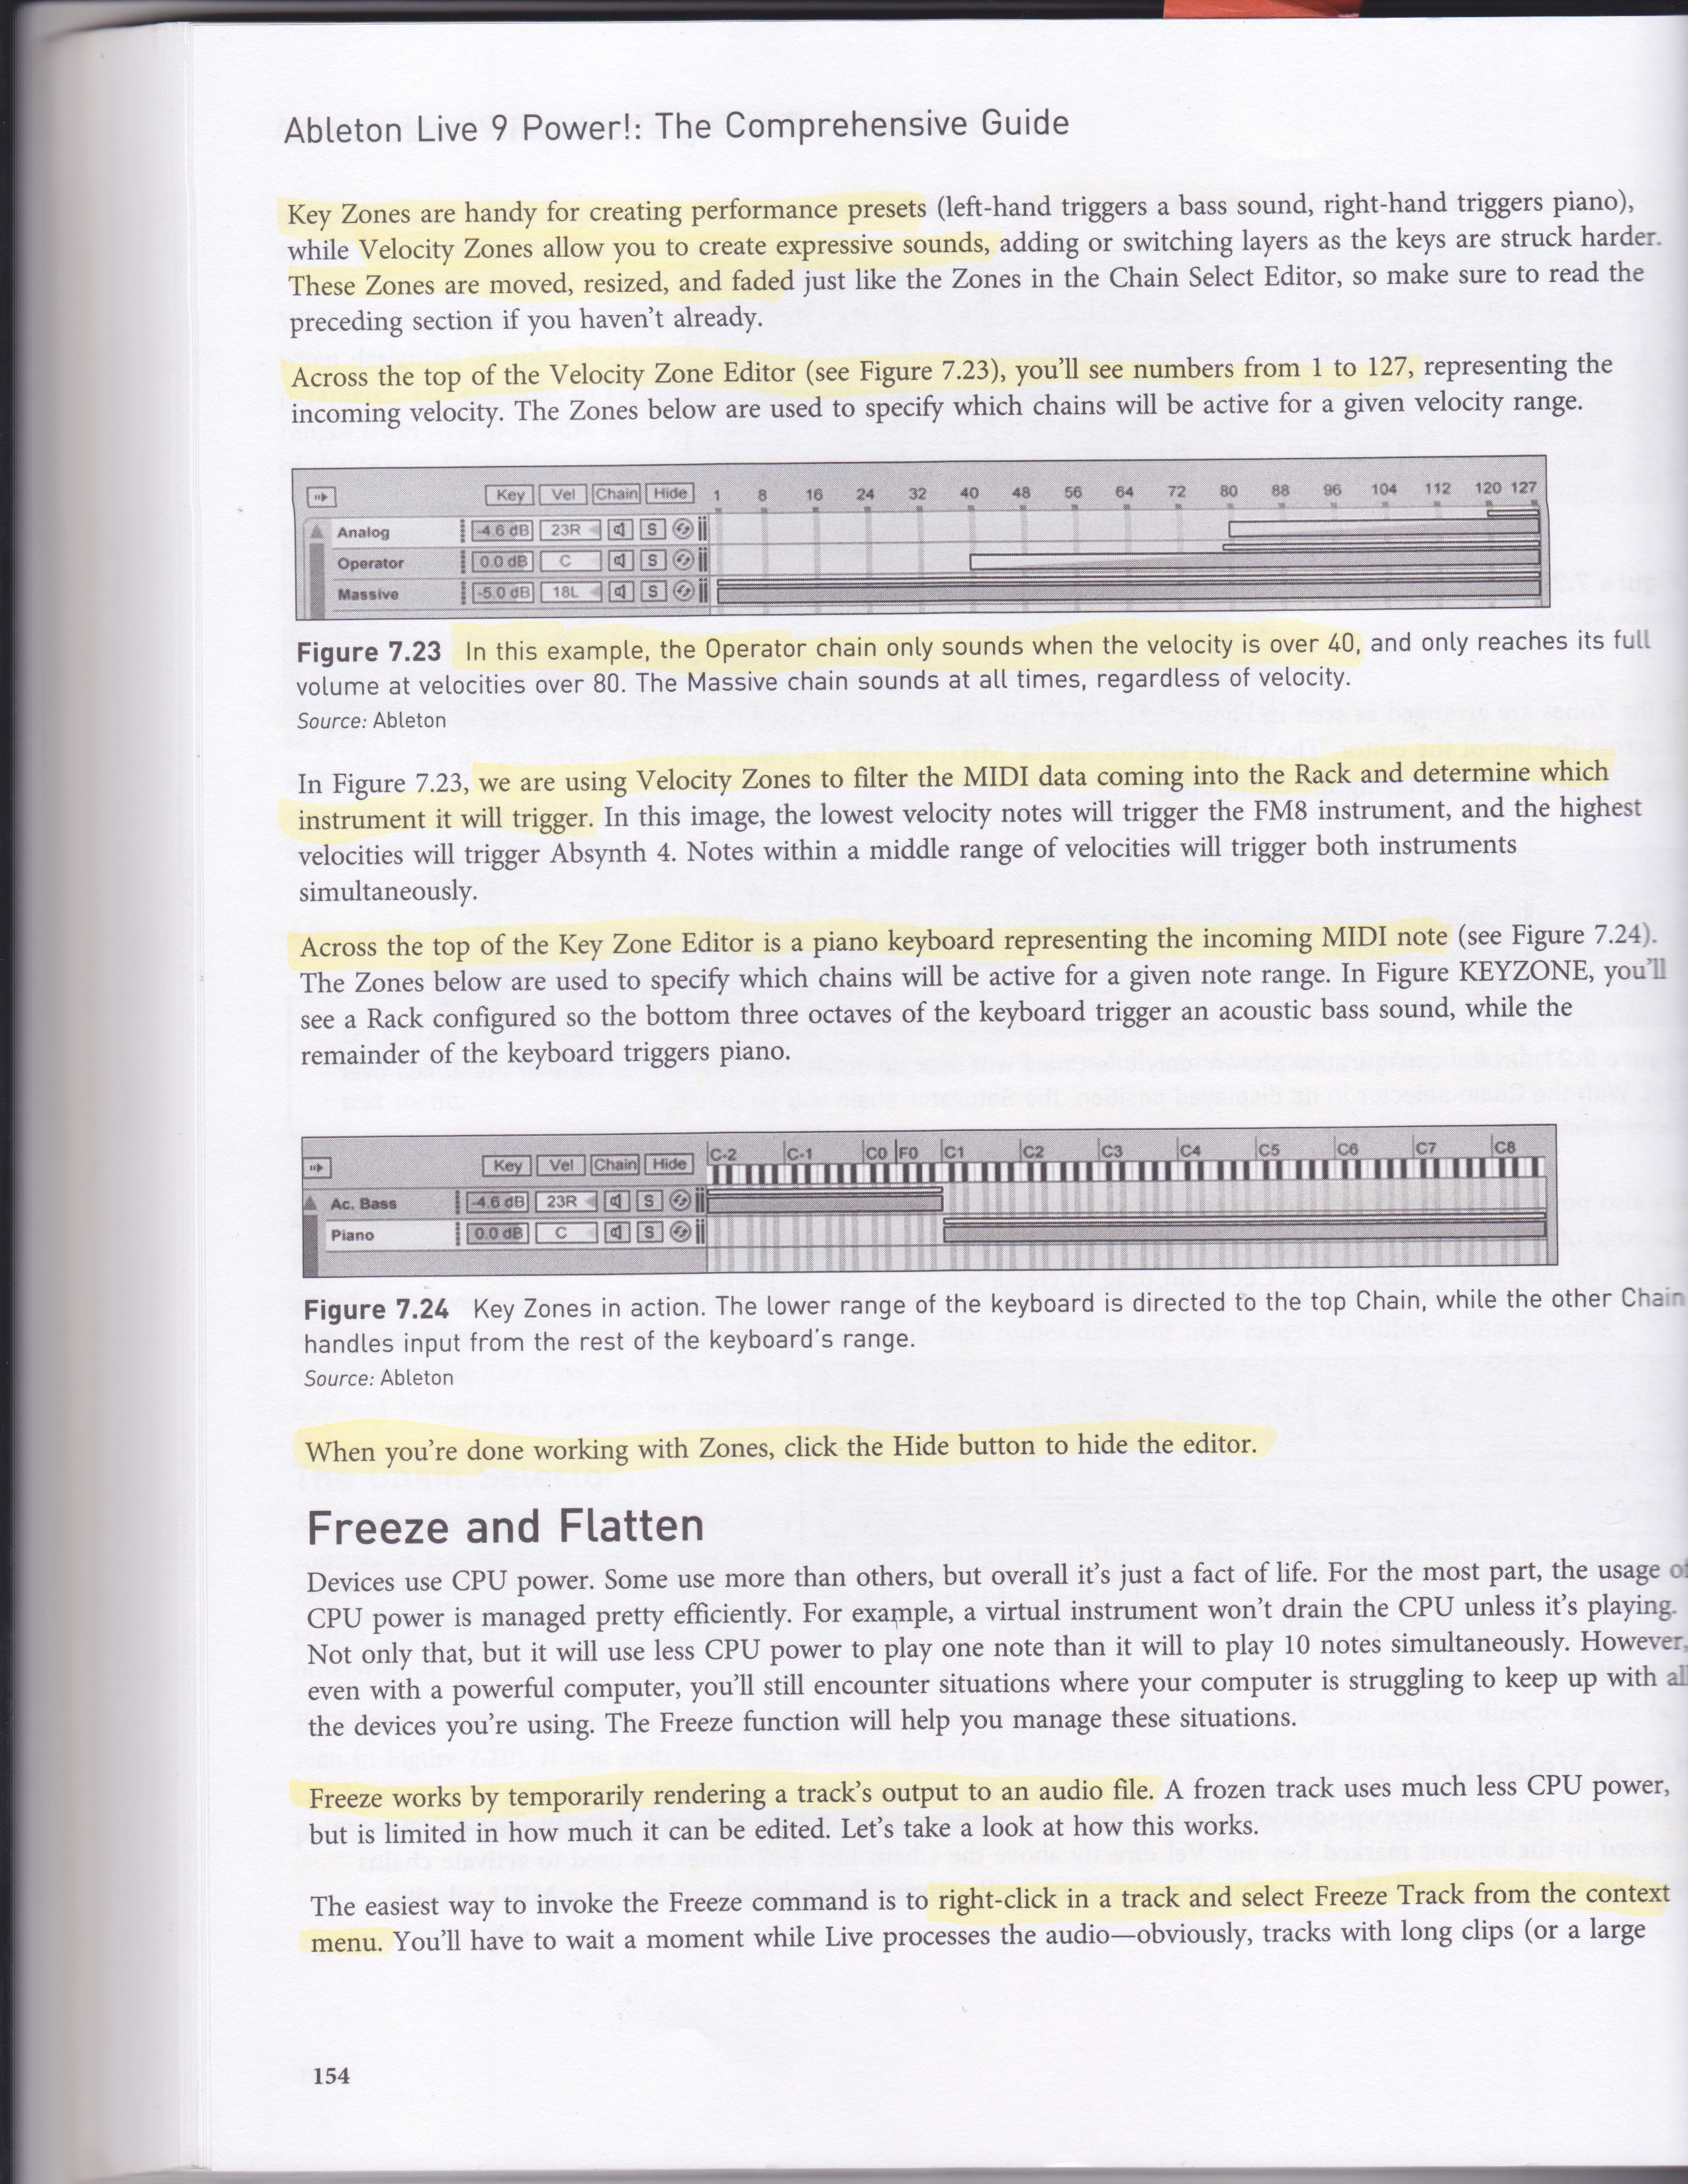 Ableton Live 9 Power!: The Comprehensive Guide
Key Zones are handy for creating performance presets (left-hand triggers a bass sound, right-hand triggers piano),
while Velocity Zones allow you to create expressive sounds, adding or switching layers as the keys are struck harder.
These Zones are moved, resized, and faded just like the Zones in the Chain Select Editor, so make sure to read the
preceding section if you haven't already.
Across the top of the Velocity Zone Editor (see Figure 7.23), you'll see numbers from 1 to 127, representing the
incoming velocity. The Zones below are used to specify which chains will be active for a given velocity range.
Key Vel Chain Hide 1 8 16 24 32 40 48 56 64 72 80 88 96 104 112 120 127
Analog -4.6 dB 23R S
Operator 0.0 dB C S
Massive -5.0 dB 18L S
Figure 7.23 In this example, the Operator chain only sounds when the velocity is over 40, and only reaches its full
volume at velocities over 80. The Massive chain sounds at all times, regardless of velocity.
Source: Ableton
In Figure 7.23, we are using Velocity Zones to filter the MIDI data coming into the Rack and determine which
instrument it will trigger. In this image, the lowest velocity notes will trigger the FM8 instrument, and the highest
velocities will trigger Absynth 4. Notes within a middle range of velocities will trigger both instruments
simultaneously.
Across the top of the Key Zone Editor is a piano keyboard representing the incoming MIDI note (see Figure 7.24).
The Zones below are used to specify which chains will be active for a given note range. In Figure KEYZONE, you'll
see a Rack configured so the bottom three octaves of the keyboard trigger an acoustic bass sound, while the
remainder of the keyboard triggers piano.
Key Vel Chain Hide C-2 C-1 C0 F0 C1 C2 C3 C4 C5 C6 C7 C8
Ac. Bass -4.6 dB 23R S
Piano 0.0 dB C S
Figure 7.24 Key Zones in action. The lower range of the keyboard is directed to the top Chain, while the other Chain
handles input from the rest of the keyboard's range.
Source: Ableton
When you're done working with Zones, click the Hide button to hide the editor.
Freeze and Flatten
Devices use CPU power. Some use more than others, but overall it's just a fact of life. For the most part, the usage of
CPU power is managed pretty efficiently. For example, a virtual instrument won't drain the CPU unless it's playing.
Not only that, but it will use less CPU power to play one note than it will to play 10 notes simultaneously. However,
even with a powerful computer, you'll still encounter situations where your computer is struggling to keep up with all
the devices you're using. The Freeze function will help you manage these situations.
Freeze works by temporarily rendering a track's output to an audio file. A frozen track uses much less CPU power,
but is limited in how much it can be edited. Let's take a look at how this works.
The easiest way to invoke the Freeze command is to right-click in a track and select Freeze Track from the context
menu. You'll have to wait a moment while Live processes the audio—obviously, tracks with long clips (or a large
154